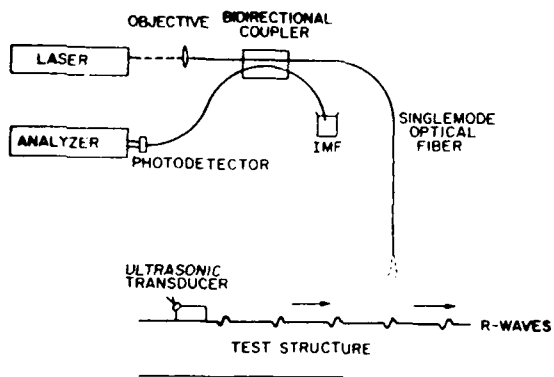 OBJECTIVE
BIDIRECTIONAL
COUPLER
LASER
ANALYZER
PHOTODETECTOR
IMF
SINGLEMODE
OPTICAL
FIBER
ULTRASONIC
TRANSDUCER
R-WAVES
TEST STRUCTURE